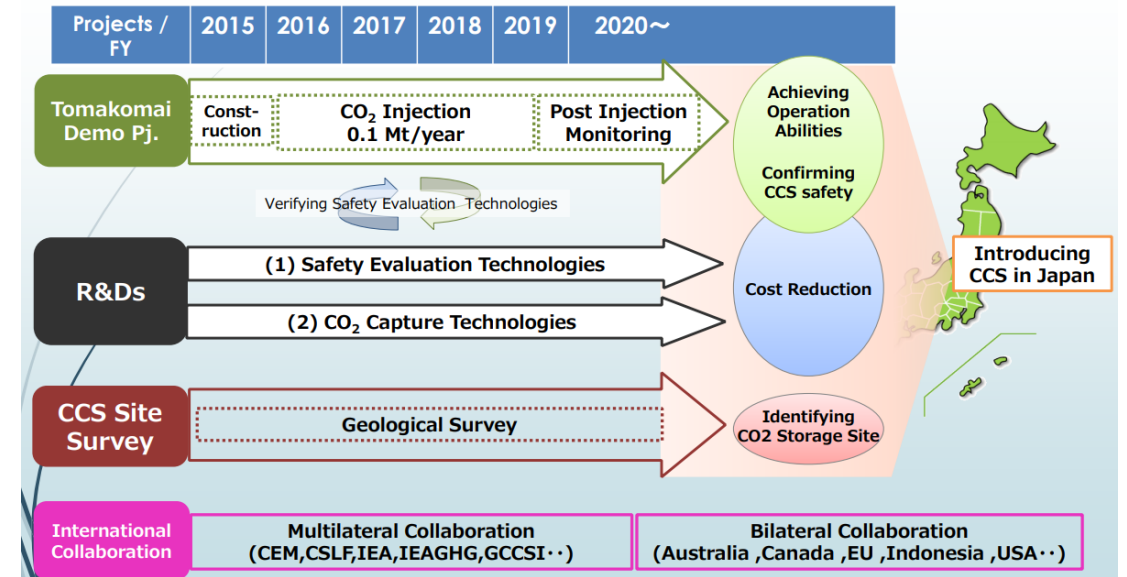 Projects /
FY
2015
2016
2017
2018
2019
2020～
Tomakomai
Demo Pj.
Const-
ruction
CO₂ Injection
0.1 Mt/year
Post Injection
Monitoring
Achieving
Operation
Abilities
Confirming
CCS safety
Verifying Safety Evaluation Technologies
R&Ds
(1) Safety Evaluation Technologies
(2) CO₂ Capture Technologies
Cost Reduction
Introducing
CCS in Japan
CCS Site
Survey
Geological Survey
Identifying
CO2 Storage Site
International
Collaboration
Multilateral Collaboration
(CEM,CSLF,IEA,IEAGHG,GCCSI‥)
Bilateral Collaboration
(Australia ,Canada ,EU ,Indonesia ,USA‥)